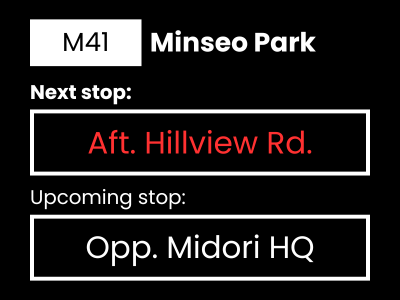 M41 Minseo Park
Next stop:
Aft. Hillview Rd.
Upcoming stop:
Opp. Midori HQ